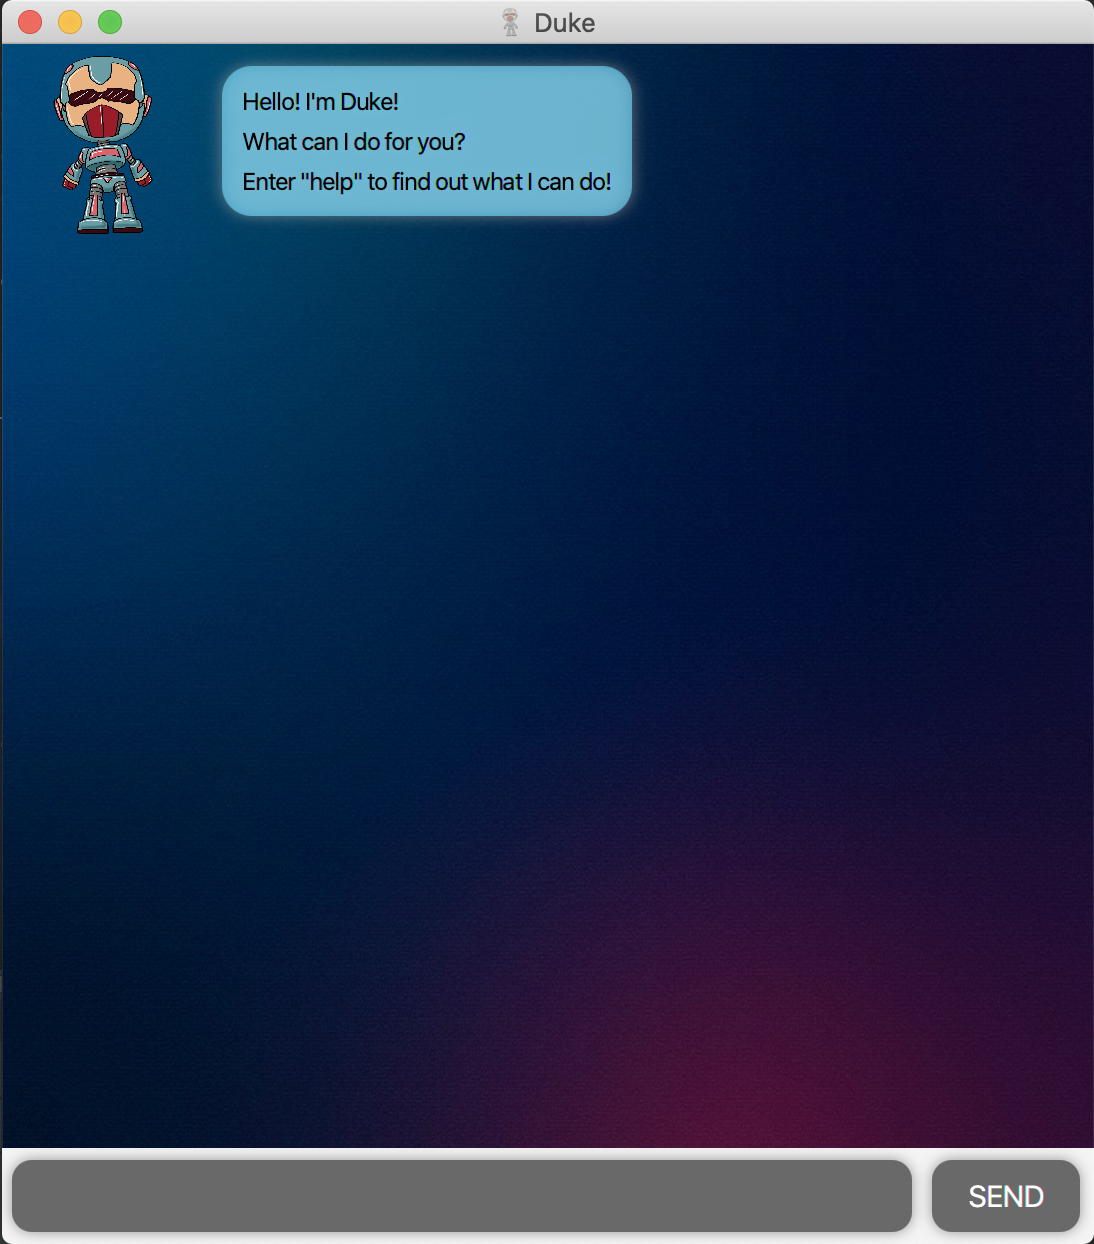 Duke
Hello! I'm Duke!
What can I do for you?
Enter "help" to find out what I can do!
SEND